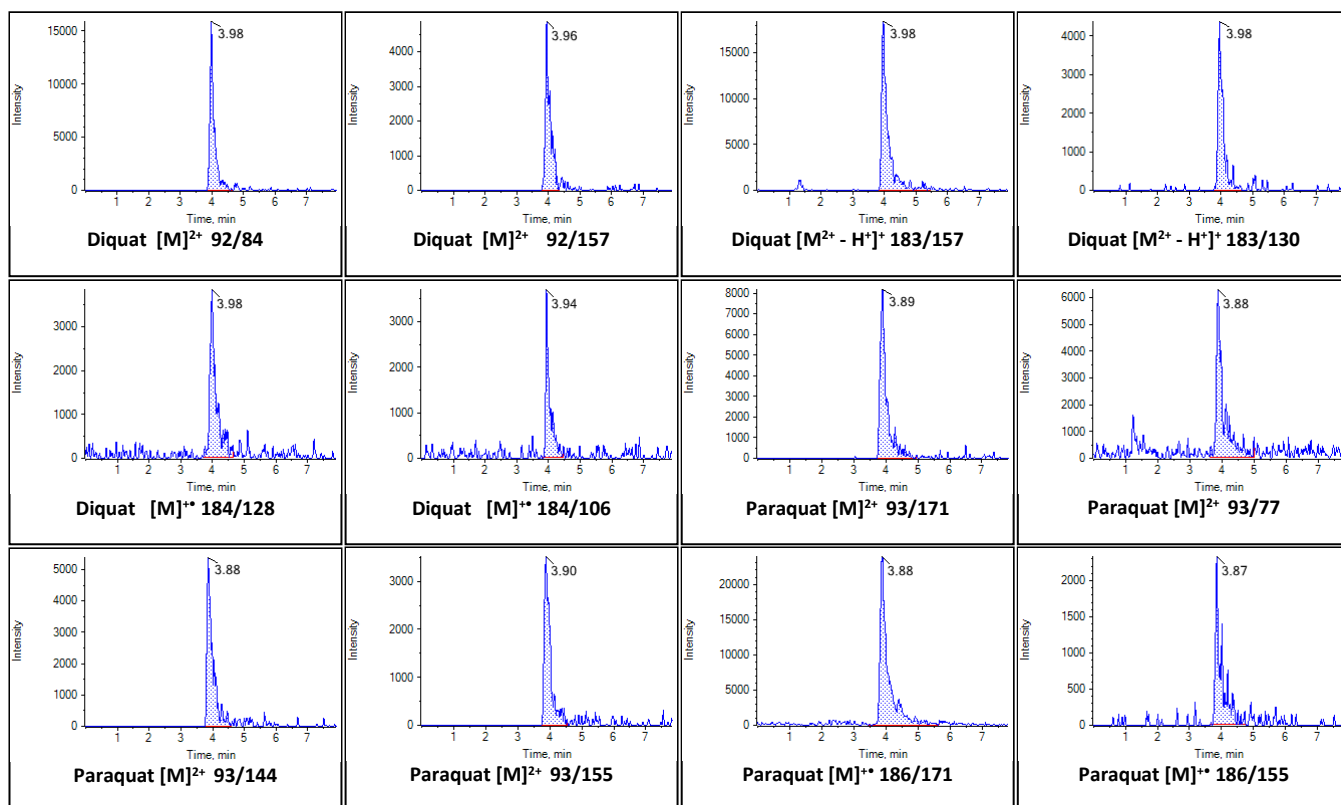 Intensity
15000
10000
5000
0
3.98
1 2 3 4 5 6 7
Time, min
Diquat [M]²⁺ 92/84
Intensity
4000
3000
2000
1000
0
3.96
1 2 3 4 5 6 7
Time, min
Diquat [M]²⁺ 92/157
Intensity
15000
10000
5000
0
3.98
1 2 3 4 5 6 7
Time, min
Diquat [M²⁺ - H⁺]⁺ 183/157
Intensity
4000
3000
2000
1000
0
3.98
1 2 3 4 5 6 7
Time, min
Diquat [M²⁺ - H⁺]⁺ 183/130
Intensity
3000
2000
1000
0
3.98
1 2 3 4 5 6 7
Time, min
Diquat [M]⁺• 184/128
Intensity
3000
2000
1000
0
3.94
1 2 3 4 5 6 7
Time, min
Diquat [M]⁺• 184/106
Intensity
8000
7000
6000
5000
4000
3000
2000
1000
0
3.89
1 2 3 4 5 6 7
Time, min
Paraquat [M]²⁺ 93/171
Intensity
6000
5000
4000
3000
2000
1000
0
3.88
1 2 3 4 5 6 7
Time, min
Paraquat [M]²⁺ 93/77
Intensity
5000
4000
3000
2000
1000
0
3.88
1 2 3 4 5 6 7
Time, min
Paraquat [M]²⁺ 93/144
Intensity
3000
2000
1000
0
3.90
1 2 3 4 5 6 7
Time, min
Paraquat [M]²⁺ 93/155
Intensity
20000
15000
10000
5000
0
3.88
1 2 3 4 5 6 7
Time, min
Paraquat [M]⁺• 186/171
Intensity
2000
1500
1000
500
0
3.87
1 2 3 4 5 6 7
Time, min
Paraquat [M]⁺• 186/155